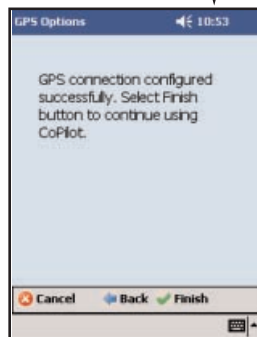 GPS Options 10:53
GPS connection configured
successfully. Select Finish
button to continue using
CoPilot.
Cancel Back Finish